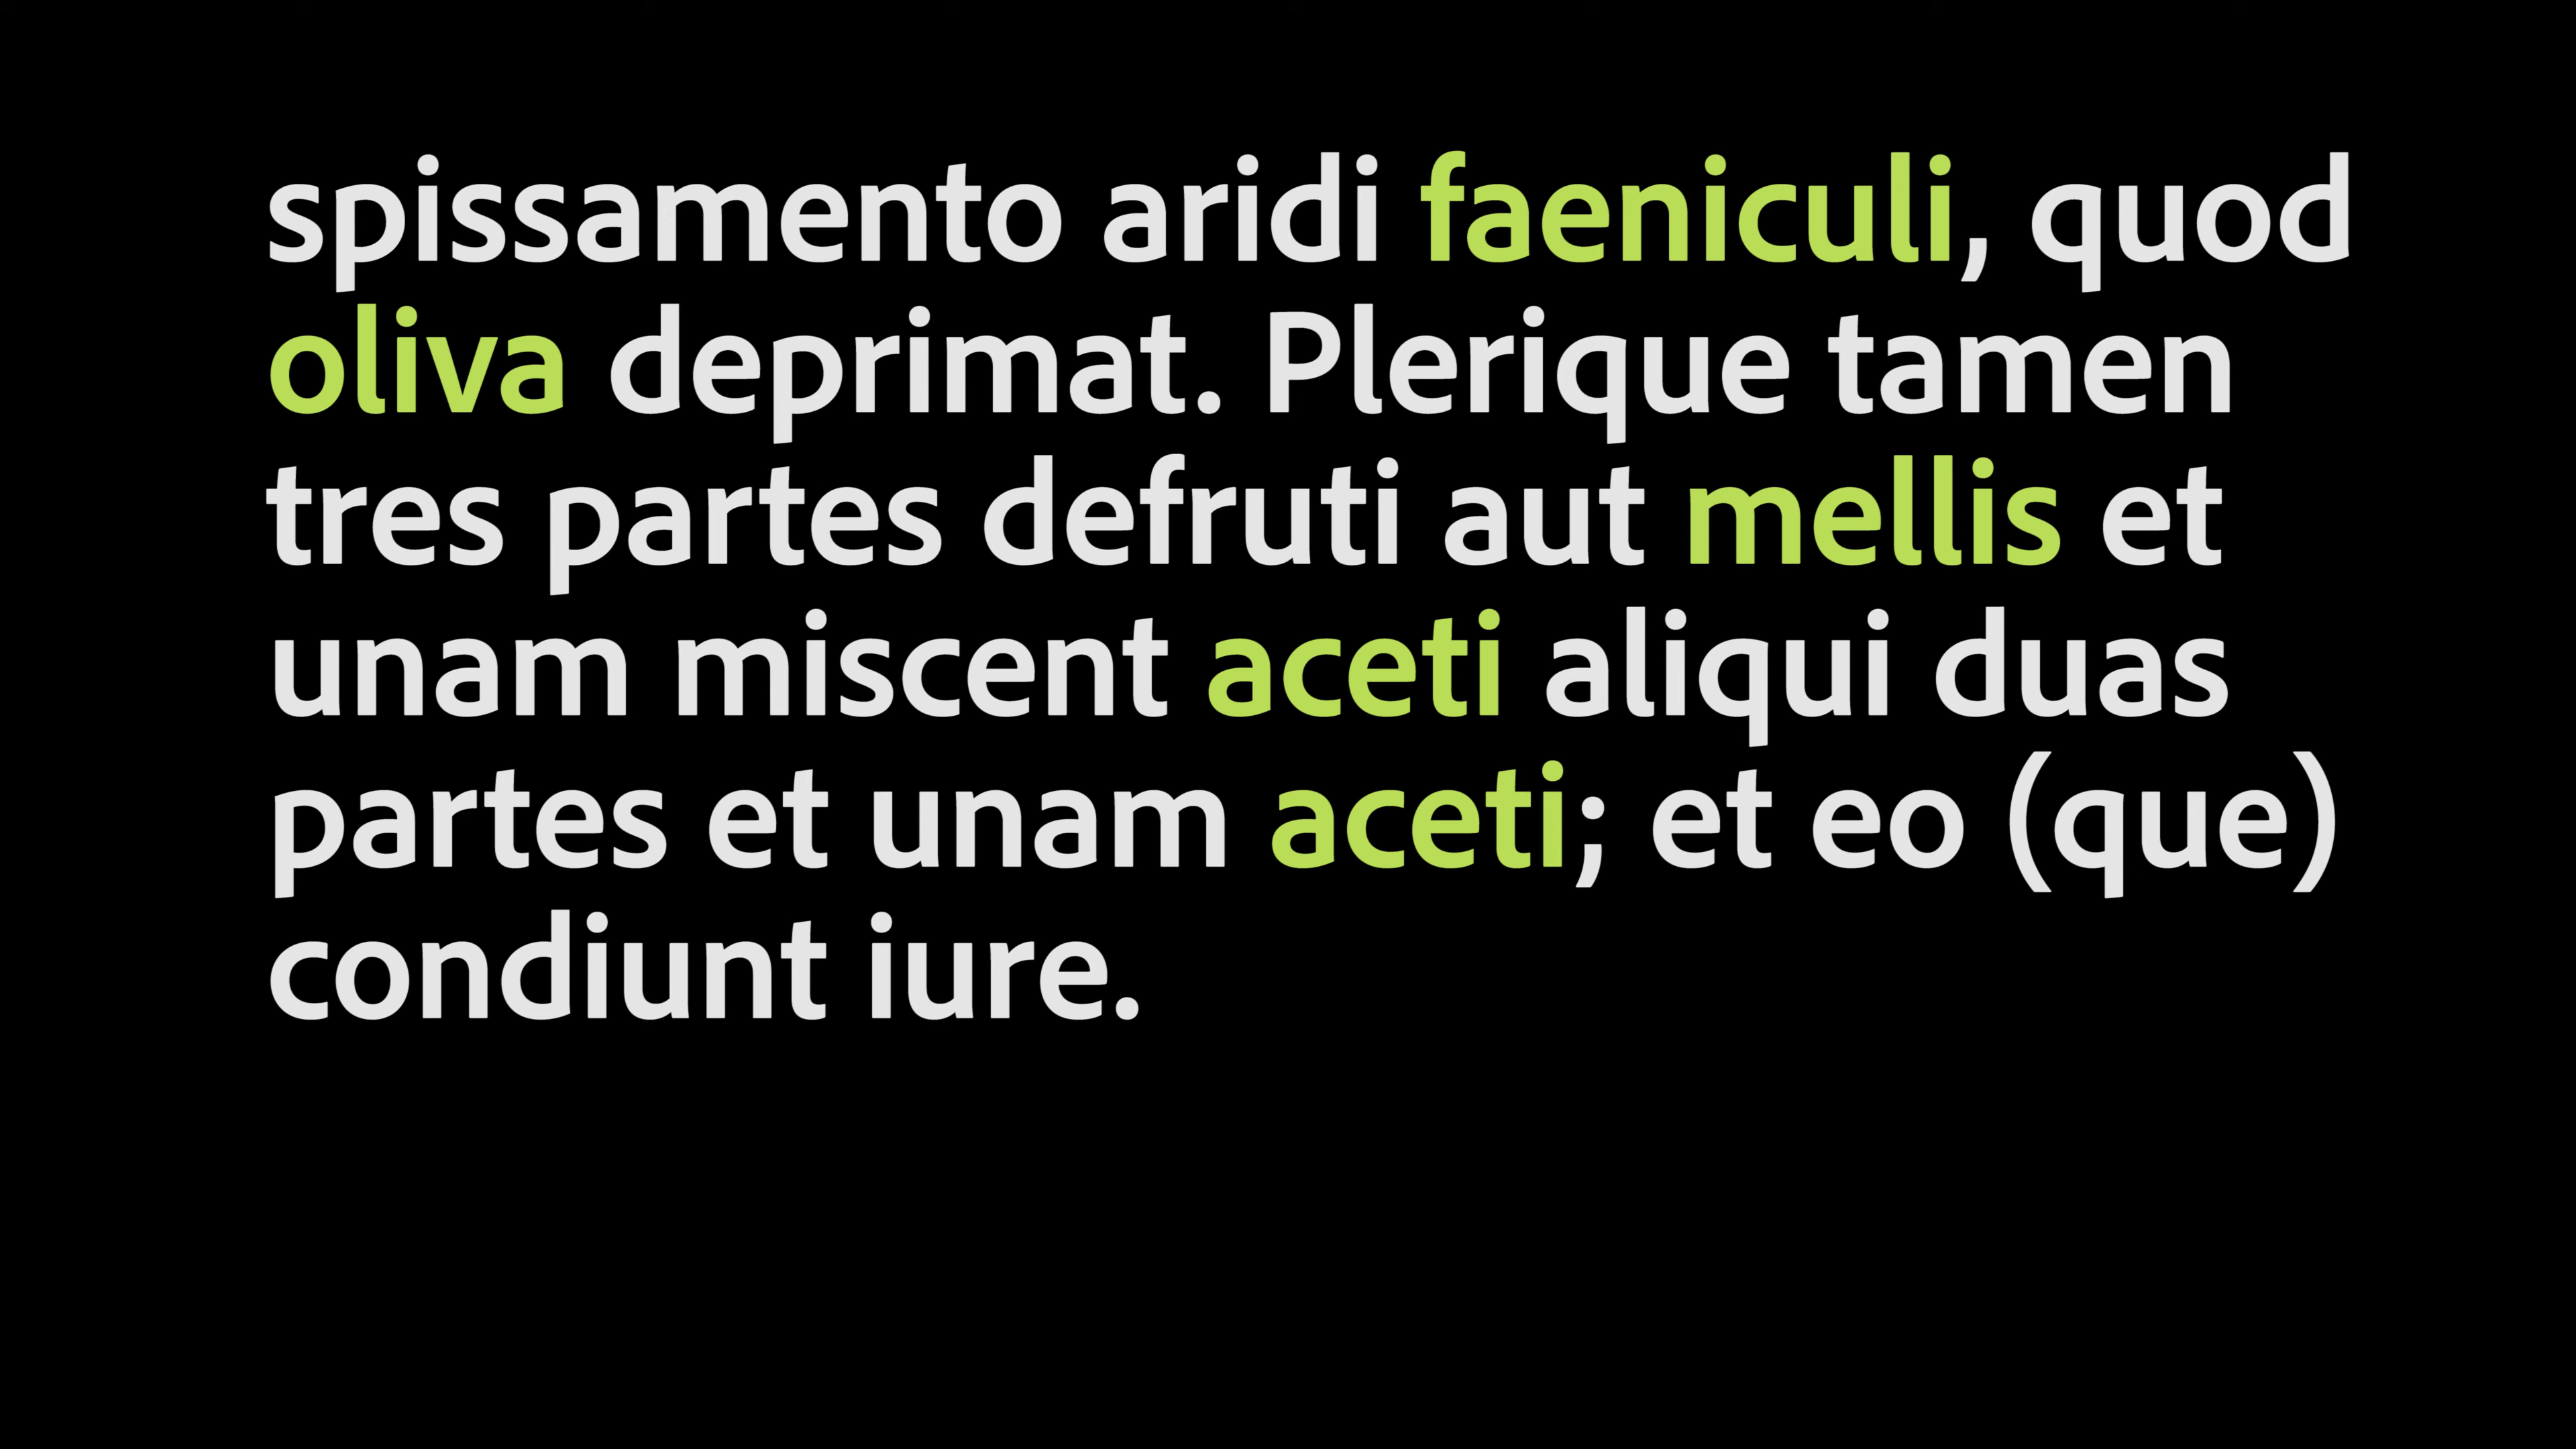 spissamento aridi faeniculi, quod
oliva deprimat. Plerique tamen
tres partes defruti aut mellis et
unam miscent aceti aliqui duas
partes et unam aceti; et eo (que)
condiunt iure.